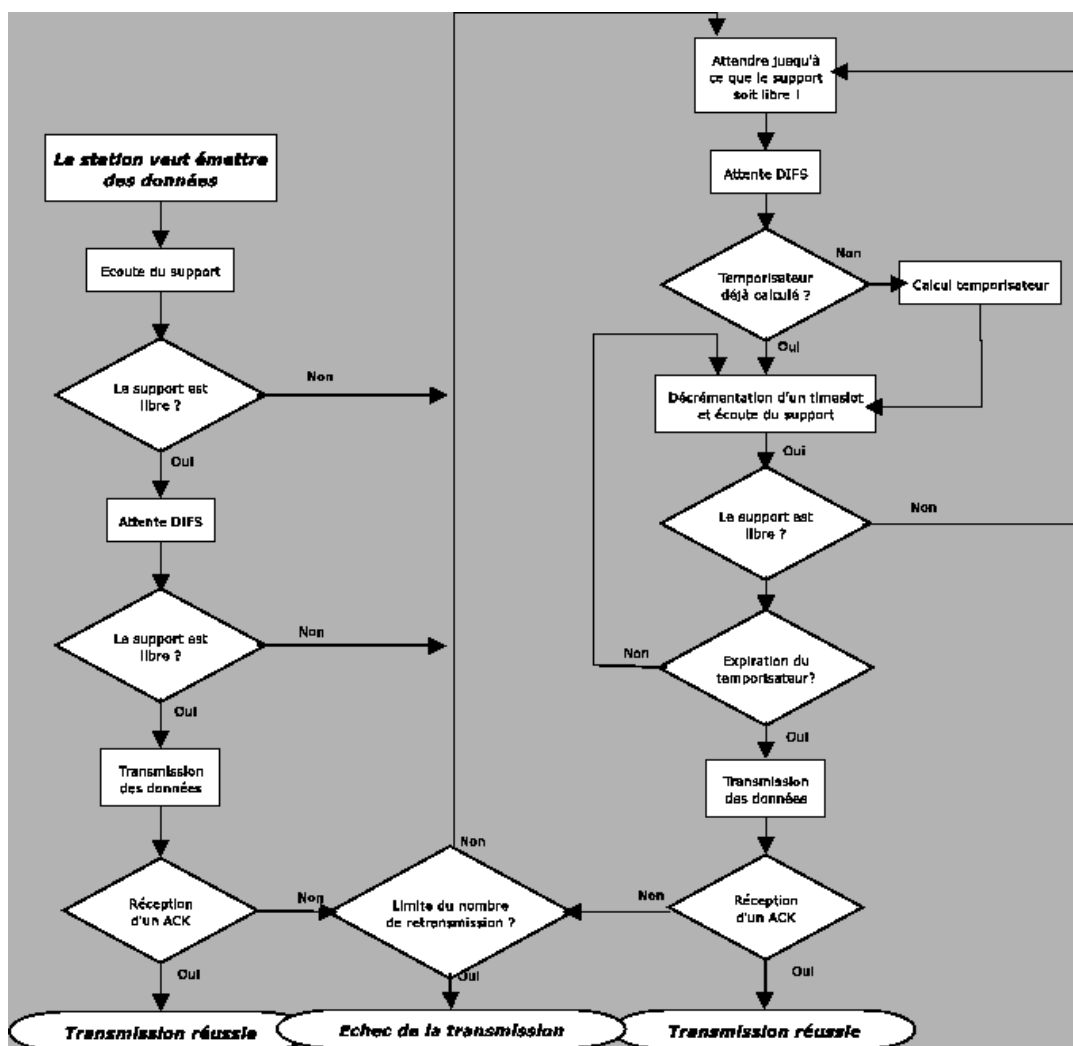 La station veut émettre
des données
Ecoute du support
Le support est
libre ?
Non
Oui
Attente DIFS
Le support est
libre ?
Non
Oui
Transmission
des données
Réception
d'un ACK
Non
Oui
Transmission réussie
Limite du nombre
de retransmission ?
Non
Oui
Echec de la transmission
Attendre jusqu'à
ce que le support
soit libre !
Attente DIFS
Temporisateur
déjà calculé ?
Non
Calcul temporisateur
Oui
Décrémentation d'un timeslot
et écoute du support
Oui
Le support est
libre ?
Non
Expiration du
temporisateur?
Non
Oui
Transmission
des données
Réception
d'un ACK
Non
Oui
Transmission réussie